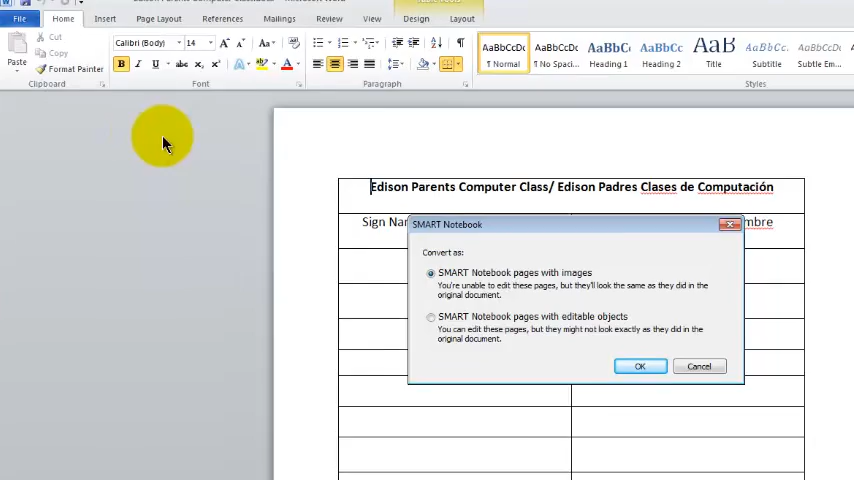 File Home Insert Page Layout References Mailings Review View Design Layout
Cut
Copy
Paste Format Painter
Clipboard
Calibri (Body) 14
B I U abc x₂ x² A ab A
Font
Paragraph
AaBbCcDc AaBbCcDc AaBbC AaBbCc AaB AaBbCc. AaBbCcDc
¶ Normal ¶ No Spaci... Heading 1 Heading 2 Title Subtitle Subtle Em...
Styles
Edison Parents Computer Class/ Edison Padres Clases de Computación
Sign Na
mbre
SMART Notebook
Convert as:
SMART Notebook pages with images
You're unable to edit these pages, but they'll look the same as they did in the
original document.
SMART Notebook pages with editable objects
You can edit these pages, but they might not look exactly as they did in the
original document.
OK Cancel